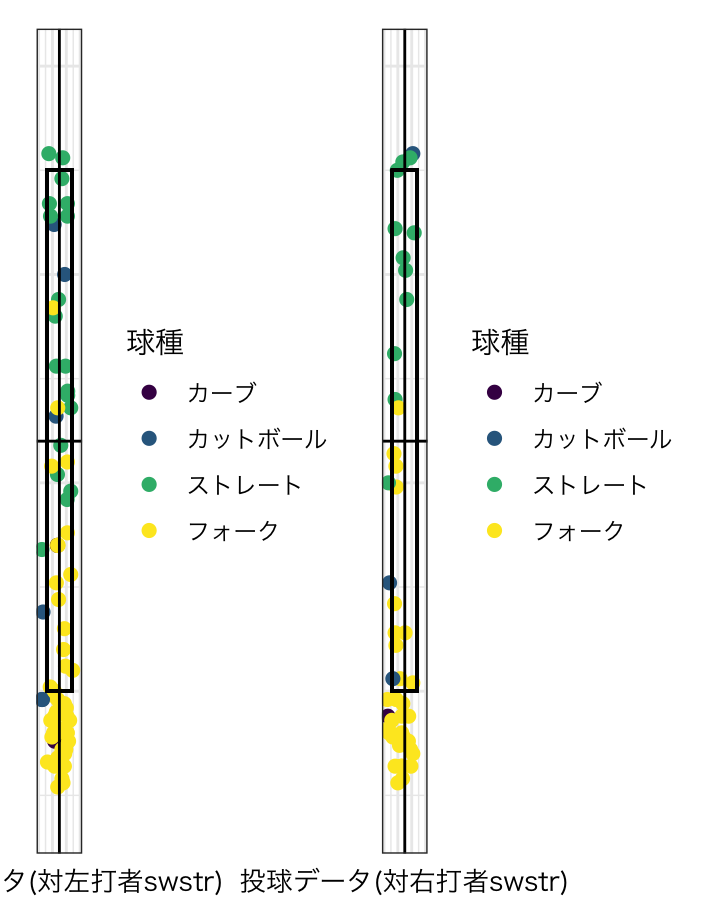 球種
カーブ
カットボール
ストレート
フォーク
球種
カーブ
カットボール
ストレート
フォーク
タ(対左打者swstr)
投球データ(対右打者swstr)